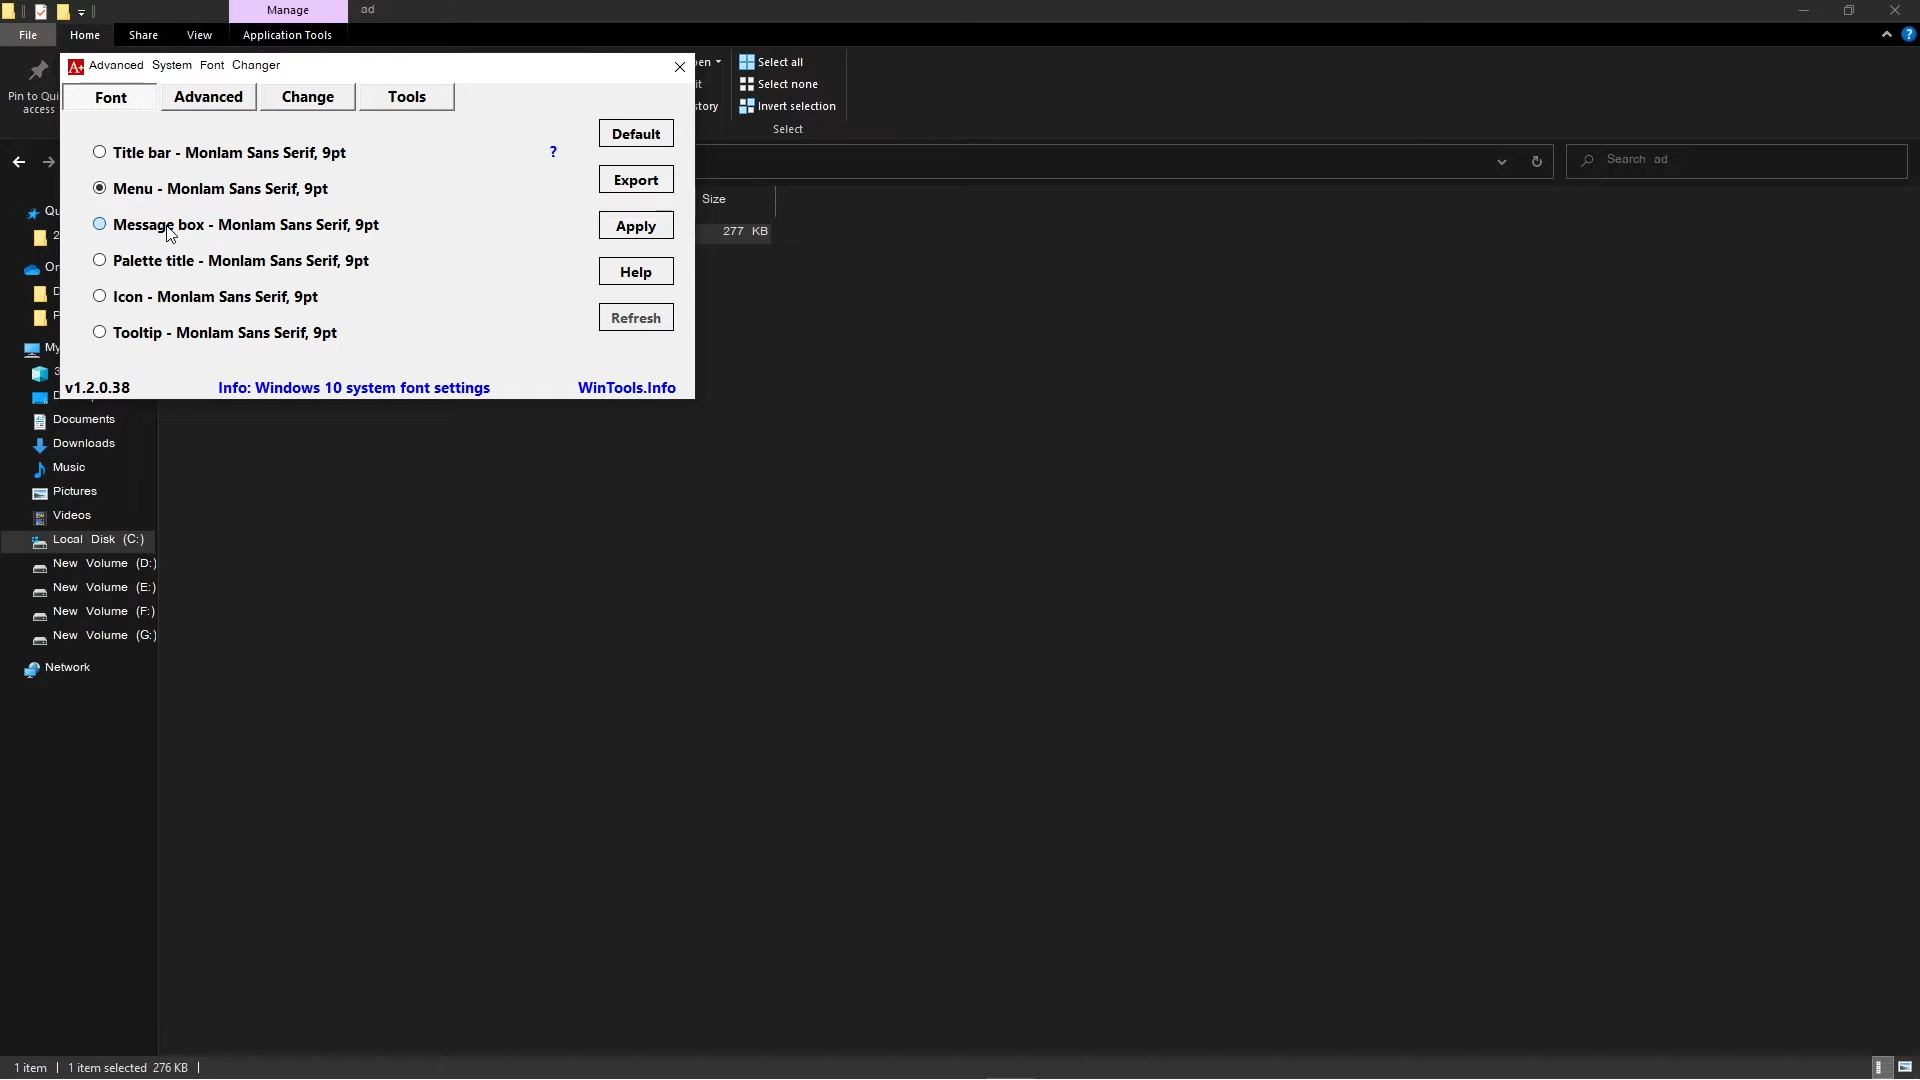 Manage
ad
File
Home
Share
View
Application Tools
Advanced System Font Changer
Select all
Pin to Qui
access
Font
Advanced
Change
Tools
Select none
story
Invert selection
Select
Default
Title bar - Monlam Sans Serif, 9pt
?
Search ad
Menu - Monlam Sans Serif, 9pt
Export
Size
Message box - Monlam Sans Serif, 9pt
Apply
277 KB
Palette title - Monlam Sans Serif, 9pt
Help
Icon - Monlam Sans Serif, 9pt
Refresh
Tooltip - Monlam Sans Serif, 9pt
My
v1.2.0.38
Info: Windows 10 system font settings
WinTools.Info
Documents
Downloads
Music
Pictures
Videos
Local Disk (C:)
New Volume (D:)
New Volume (E:)
New Volume (F:)
New Volume (G:)
Network
1 item
1 item selected 276 KB